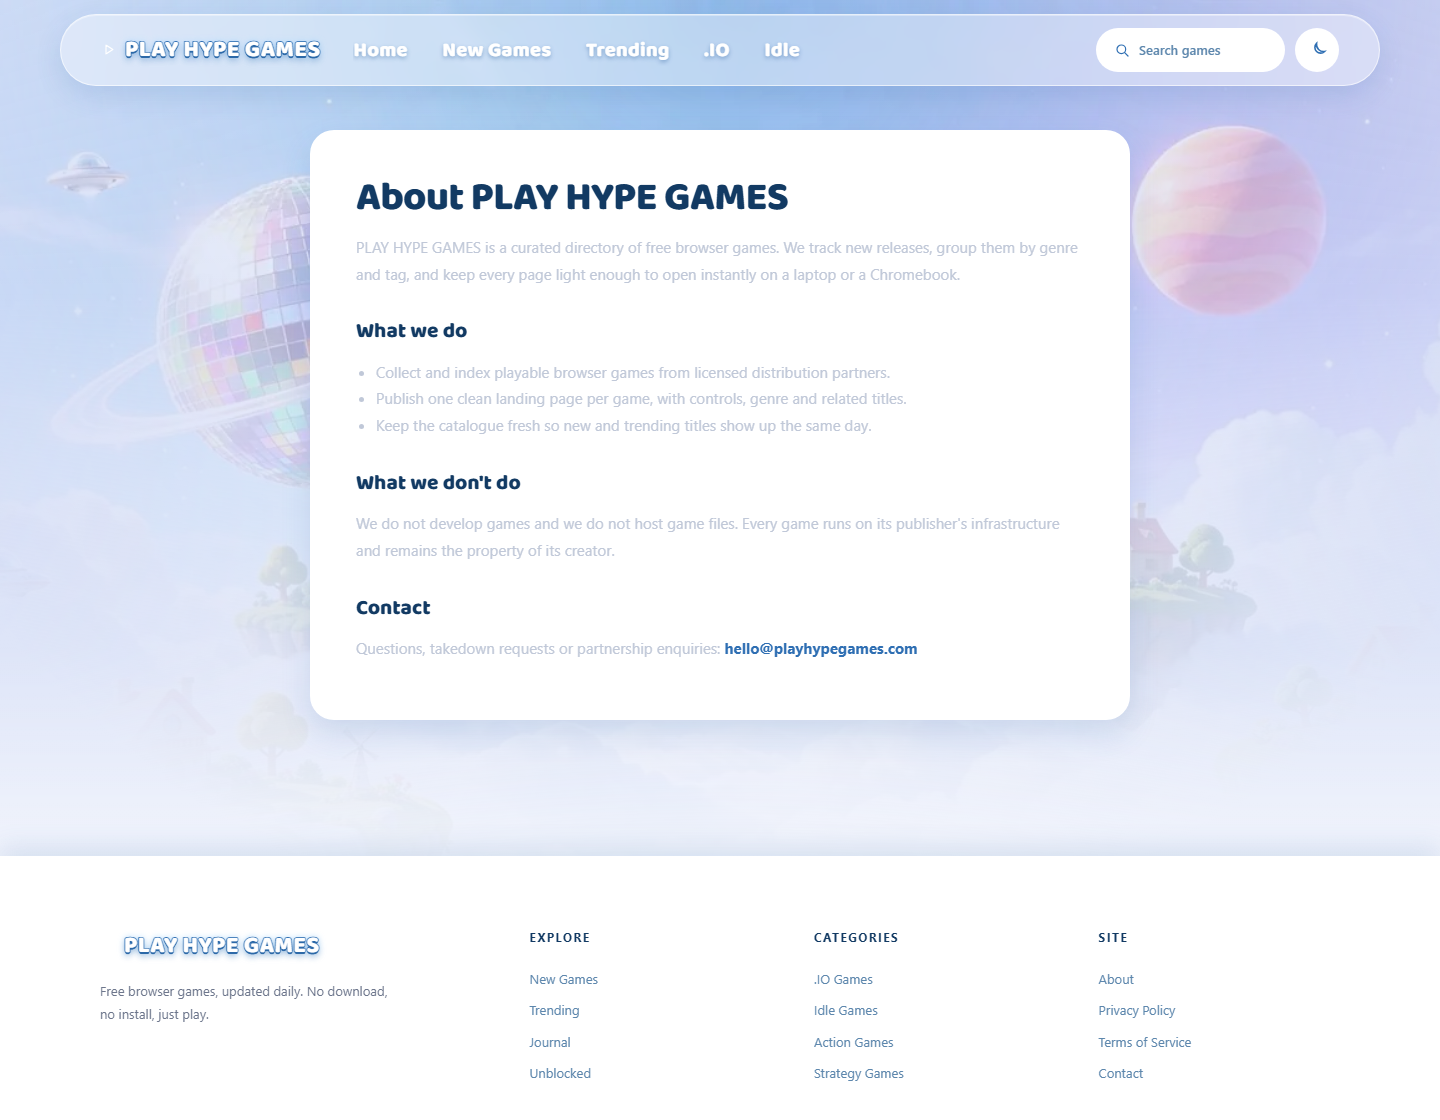 PLAY HYPE GAMES Home New Games Trending .IO Idle Search games
About PLAY HYPE GAMES
PLAY HYPE GAMES is a curated directory of free browser games. We track new releases, group them by genre
and tag, and keep every page light enough to open instantly on a laptop or a Chromebook.
What we do
• Collect and index playable browser games from licensed distribution partners.
• Publish one clean landing page per game, with controls, genre and related titles.
• Keep the catalogue fresh so new and trending titles show up the same day.
What we don't do
We do not develop games and we do not host game files. Every game runs on its publisher's infrastructure
and remains the property of its creator.
Contact
Questions, takedown requests or partnership enquiries: hello@playhypegames.com
PLAY HYPE GAMES
Free browser games, updated daily. No download,
no install, just play.
EXPLORE
New Games
Trending
Journal
Unblocked
CATEGORIES
.IO Games
Idle Games
Action Games
Strategy Games
SITE
About
Privacy Policy
Terms of Service
Contact